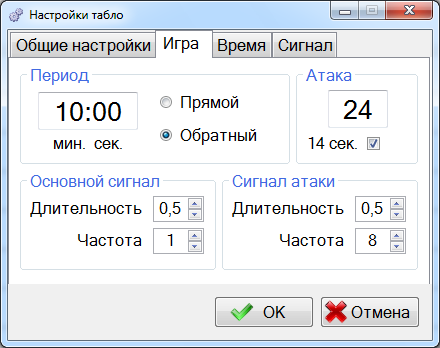 Настройки табло
Общие настройки Игра Время Сигнал
Период
10:00
мин. сек.
Прямой
Обратный
Атака
24
14 сек.
Основной сигнал
Длительность 0,5
Частота 1
Сигнал атаки
Длительность 0,5
Частота 8
OK Отмена